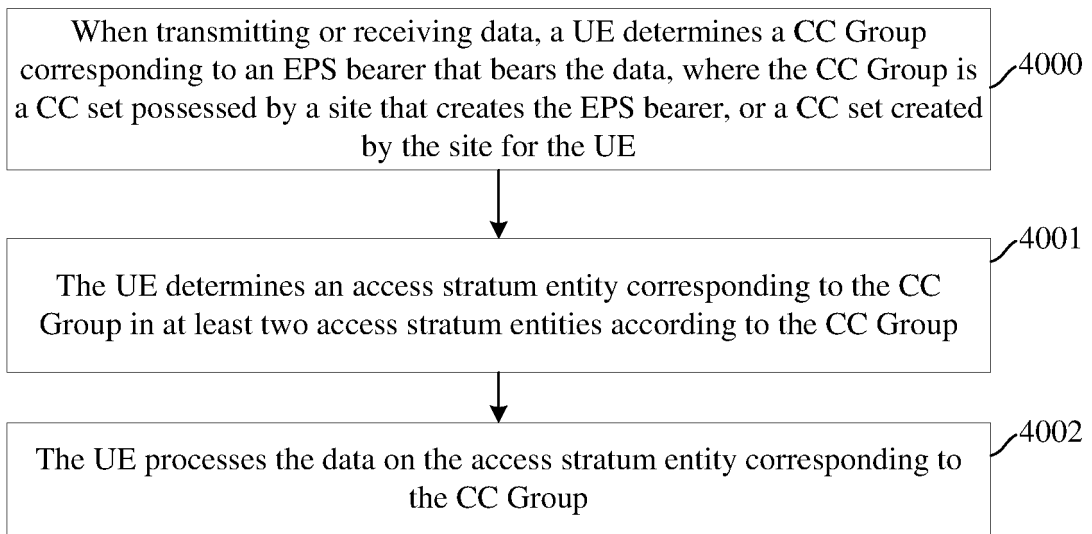 When transmitting or receiving data, a UE determines a CC Group
corresponding to an EPS bearer that bears the data, where the CC Group is
a CC set possessed by a site that creates the EPS bearer, or a CC set created
by the site for the UE
4000
The UE determines an access stratum entity corresponding to the CC
Group in at least two access stratum entities according to the CC Group
4001
The UE processes the data on the access stratum entity corresponding to
the CC Group
4002